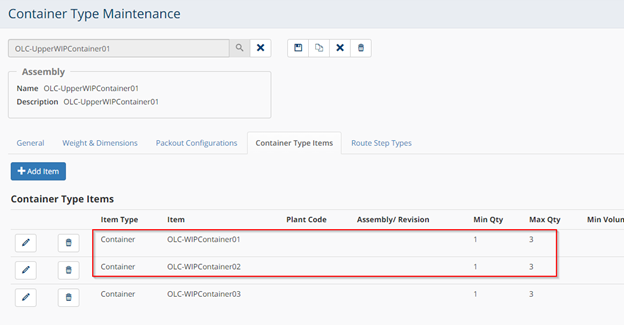 Container Type Maintenance
OLC-UpperWIPContainer01
Assembly
Name OLC-UpperWIPContainer01
Description OLC-UpperWIPContainer01
General Weight & Dimensions Packout Configurations Container Type Items Route Step Types
Add Item
Container Type Items
Item Type Item Plant Code Assembly/ Revision Min Qty Max Qty Min Volum
Container OLC-WIPContainer01 1 3
Container OLC-WIPContainer02 1 3
Container OLC-WIPContainer03 1 3